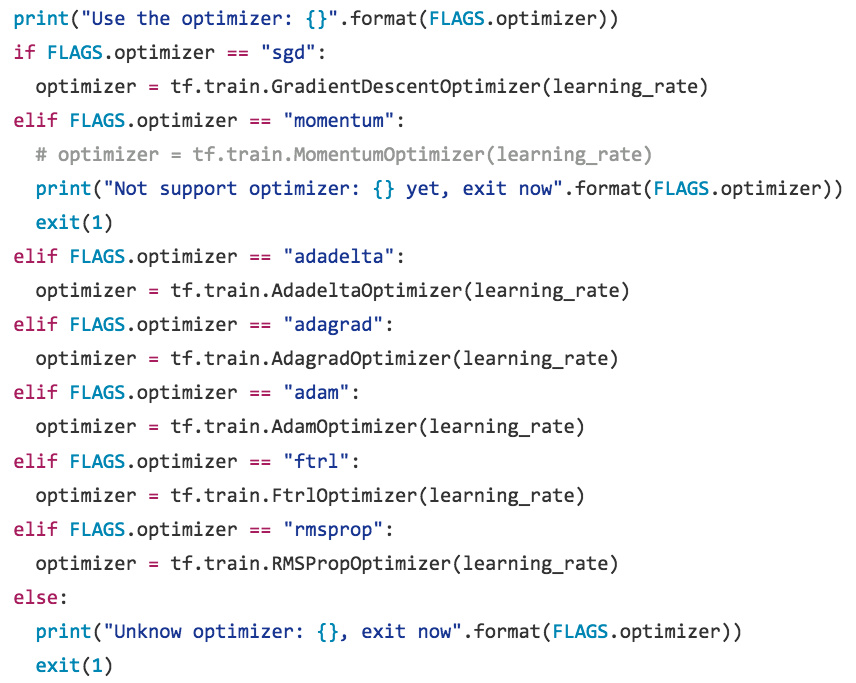 print("Use the optimizer: {}".format(FLAGS.optimizer))
if FLAGS.optimizer == "sgd":
  optimizer = tf.train.GradientDescentOptimizer(learning_rate)
elif FLAGS.optimizer == "momentum":
  # optimizer = tf.train.MomentumOptimizer(learning_rate)
  print("Not support optimizer: {} yet, exit now".format(FLAGS.optimizer))
  exit(1)
elif FLAGS.optimizer == "adadelta":
  optimizer = tf.train.AdadeltaOptimizer(learning_rate)
elif FLAGS.optimizer == "adagrad":
  optimizer = tf.train.AdagradOptimizer(learning_rate)
elif FLAGS.optimizer == "adam":
  optimizer = tf.train.AdamOptimizer(learning_rate)
elif FLAGS.optimizer == "ftrl":
  optimizer = tf.train.FtrlOptimizer(learning_rate)
elif FLAGS.optimizer == "rmsprop":
  optimizer = tf.train.RMSPropOptimizer(learning_rate)
else:
  print("Unknow optimizer: {}, exit now".format(FLAGS.optimizer))
  exit(1)